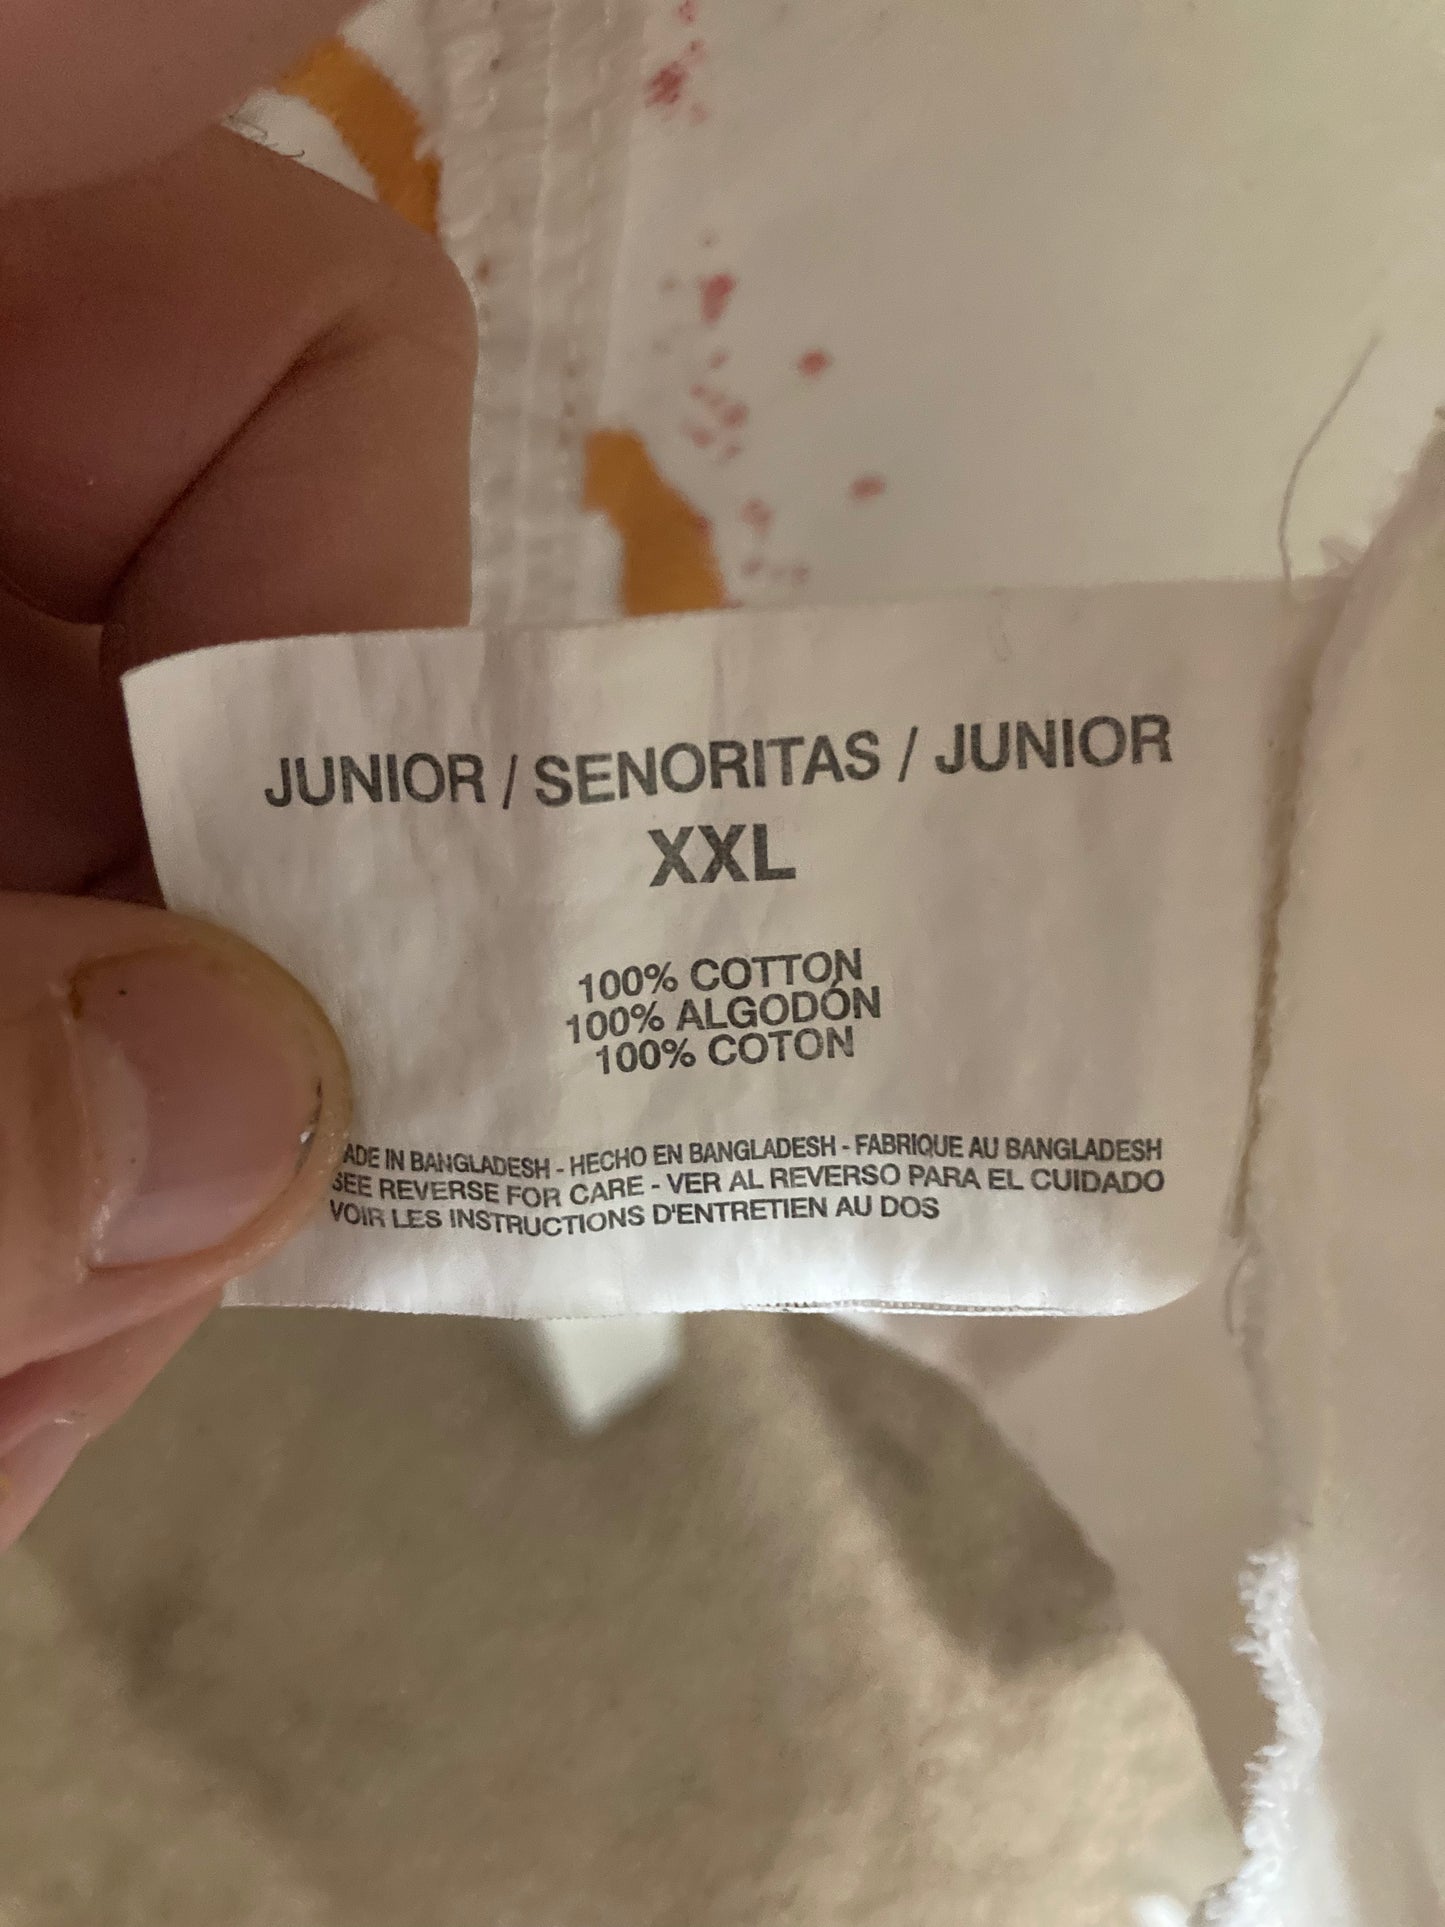 JUNIOR / SENORITAS / JUNIOR
XXL
100% COTTON
100% ALGODÓN
100% COTON
ADE IN BANGLADESH - HECHO EN BANGLADESH - FABRIQUE AU BANGLADESH
SEE REVERSE FOR CARE - VER AL REVERSO PARA EL CUIDADO
VOIR LES INSTRUCTIONS D'ENTRETIEN AU DOS